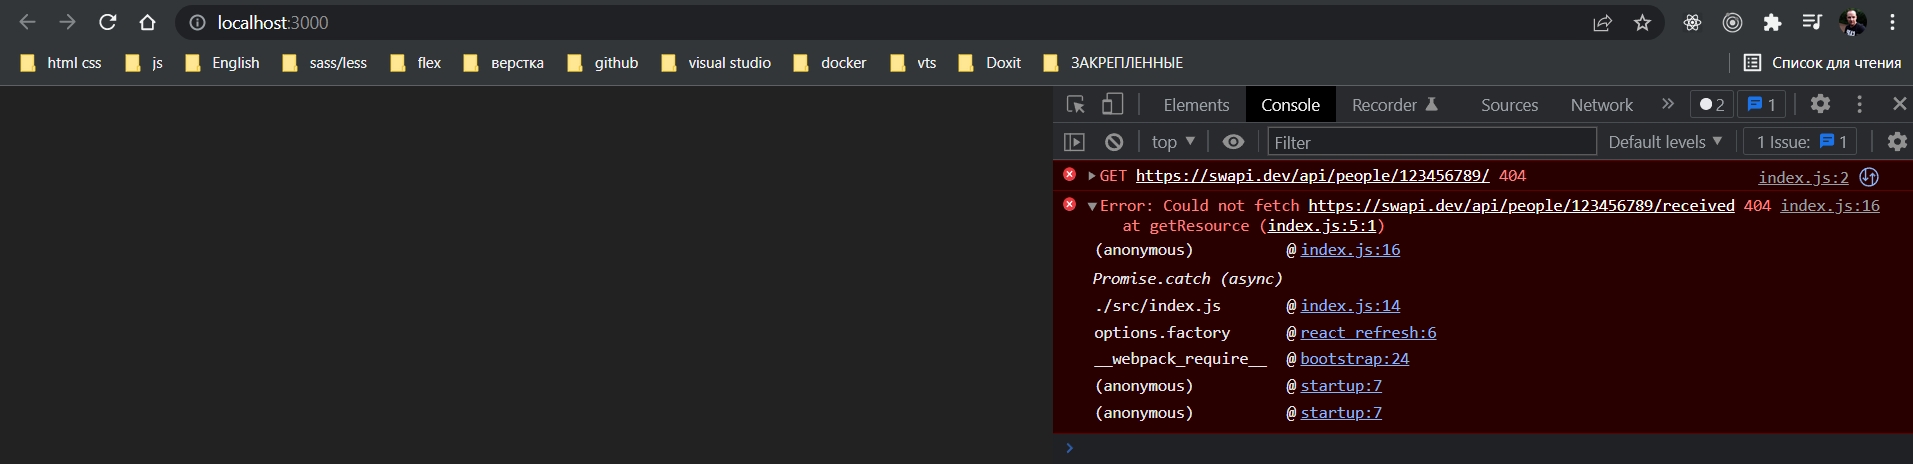 localhost:3000
html css js English sass/less flex верстка github visual studio docker vts Doxit ЗАКРЕПЛЕННЫЕ Список для чтения
Elements Console Recorder Sources Network » 2 1
top Filter Default levels 1 Issue: 1
GET https://swapi.dev/api/people/123456789/ 404 index.js:2
Error: Could not fetch https://swapi.dev/api/people/123456789/received 404 index.js:16
at getResource (index.js:5:1)
(anonymous) @ index.js:16
Promise.catch (async)
./src/index.js @ index.js:14
options.factory @ react refresh:6
__webpack_require__ @ bootstrap:24
(anonymous) @ startup:7
(anonymous) @ startup:7